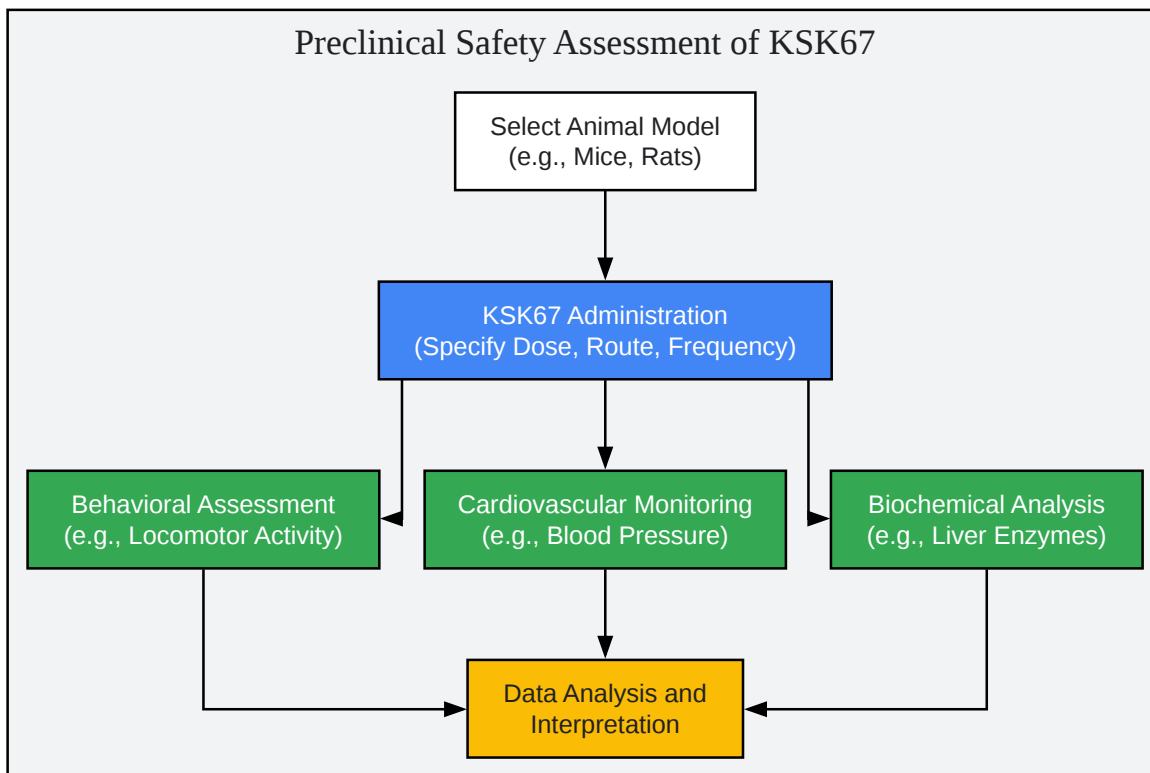 Preclinical Safety Assessment of KSK67
Select Animal Model
(e.g., Mice, Rats)
KSK67 Administration
(Specify Dose, Route, Frequency)
Behavioral Assessment
(e.g., Locomotor Activity)
Cardiovascular Monitoring
(e.g., Blood Pressure)
Biochemical Analysis
(e.g., Liver Enzymes)
Data Analysis and
Interpretation